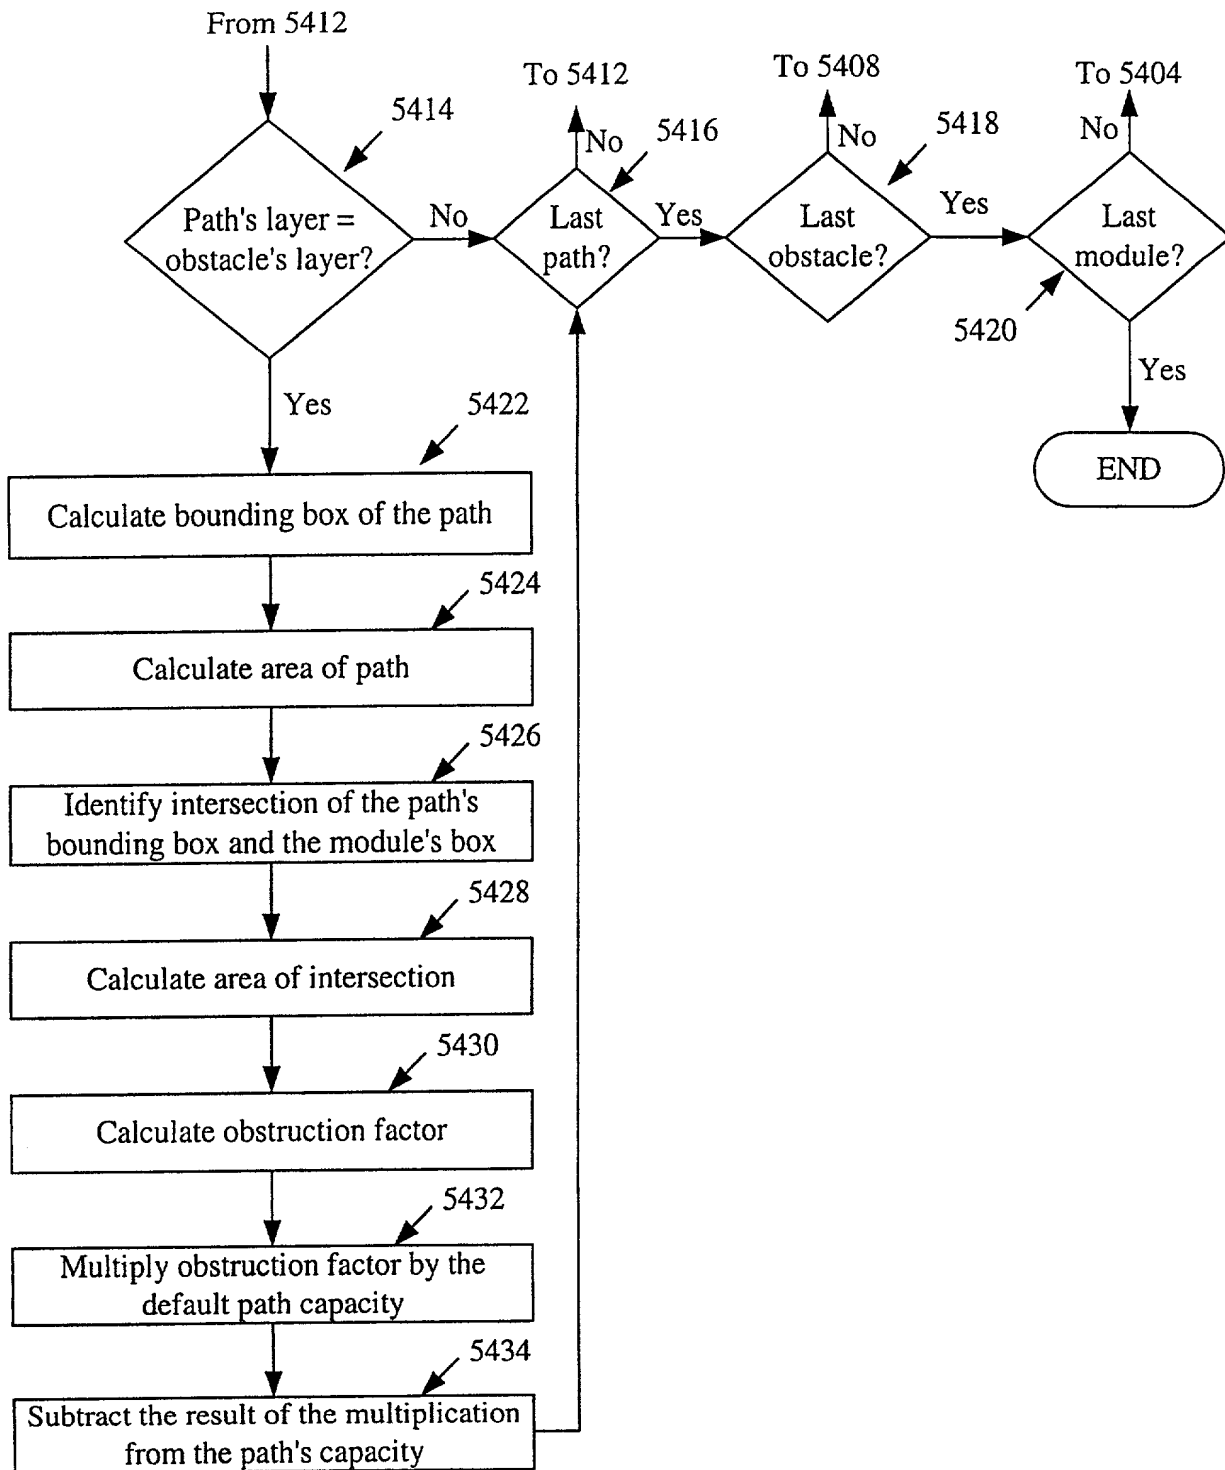 From 5412
To 5412
To 5408
To 5404
5414
No
5416
No
5418
No
Path's layer =
obstacle's layer?
No
Last
path?
Yes
Last
obstacle?
Yes
Last
module?
5420
Yes
Yes
END
5422
Calculate bounding box of the path
5424
Calculate area of path
5426
Identify intersection of the path's
bounding box and the module's box
5428
Calculate area of intersection
5430
Calculate obstruction factor
5432
Multiply obstruction factor by the
default path capacity
5434
Subtract the result of the multiplication
from the path's capacity